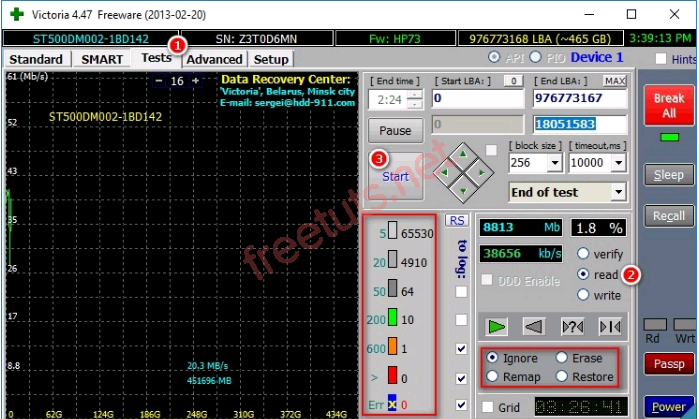 Victoria 4.47 Freeware (2013-02-20)
ST500DM002-1BD142 SN: Z3T0D6MN Fw: HP73 976773168 LBA (~465 GB) 3:39:13 PM
Standard SMART Tests Advanced Setup API PIO Device 1 Hints
1
61 (Mb/s) 16 Data Recovery Center:
'Victoria', Belarus, Minsk city
E-mail: sergei@hdd-911.com
ST500DM002-1BD142
52
43
35
26
17
8.8
20.3 MB/s
451696 MB
0 62G 124G 186G 248G 310G 372G 434G
[ End time ] [ Start LBA: ] 0 [ End LBA: ] MAX
2:24 0 976773167
Pause 0 18051583
3
Start
[ block size ] [ timeout,ms ]
256 10000
End of test
Break
All
Sleep
Recall
Rd Wrt
Passp
Power
RS
to log:
5 65530
20 4910
50 64
200 10
600 1
> 0
Err x 0
8813 Mb 1.8 %
38656 kb/s
verify
DDD Enable read 2
write
Ignore Erase
Remap Restore
Grid 03:26:41
freetuts.net